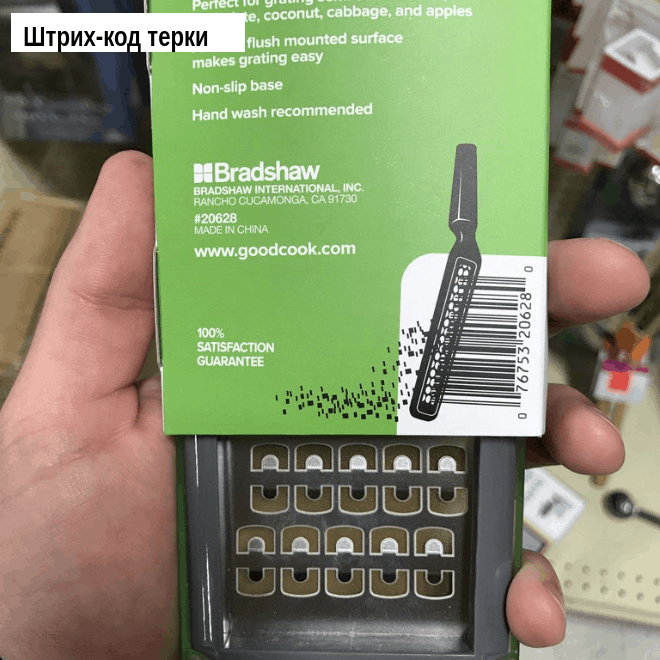 Штрих-код терки
Perfect for grating
te, coconut, cabbage, and apples
flush mounted surface
makes grating easy
Non-slip base
Hand wash recommended
Bradshaw
BRADSHAW INTERNATIONAL, INC.
RANCHO CUCAMONGA, CA 91730
#20628
MADE IN CHINA
www.goodcook.com
100%
SATISFACTION
GUARANTEE
0 76753 20628 0